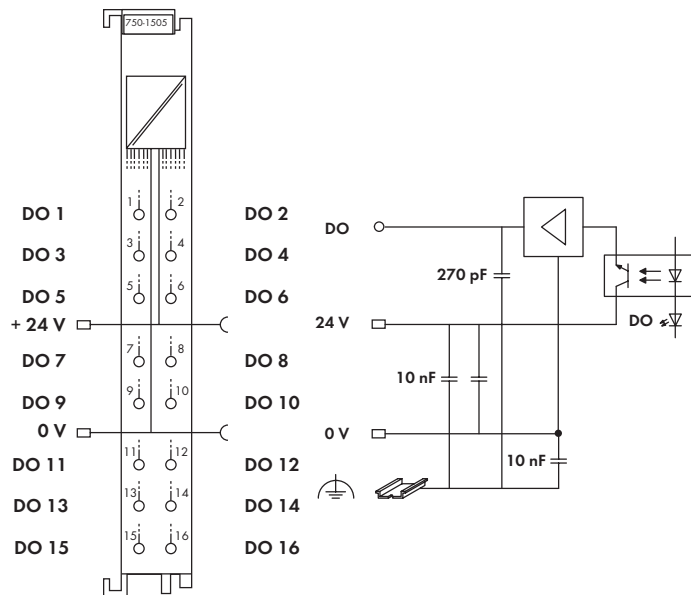 750-1505
1 2
DO 1 DO 2 DO
3 4
DO 3 DO 4
270 pF
5 6
DO 5 DO 6
+ 24 V 24 V DO
7 8
DO 7 DO 8
10 nF
9 10
DO 9 DO 10
0 V 0 V
11 12
DO 11 DO 12 10 nF
13 14
DO 13 DO 14
15 16
DO 15 DO 16